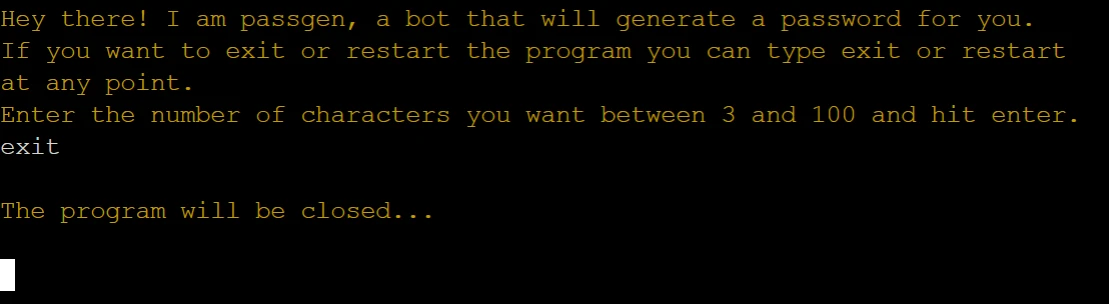 Hey there! I am passgen, a bot that will generate a password for you.
If you want to exit or restart the program you can type exit or restart
at any point.
Enter the number of characters you want between 3 and 100 and hit enter.
exit
The program will be closed...